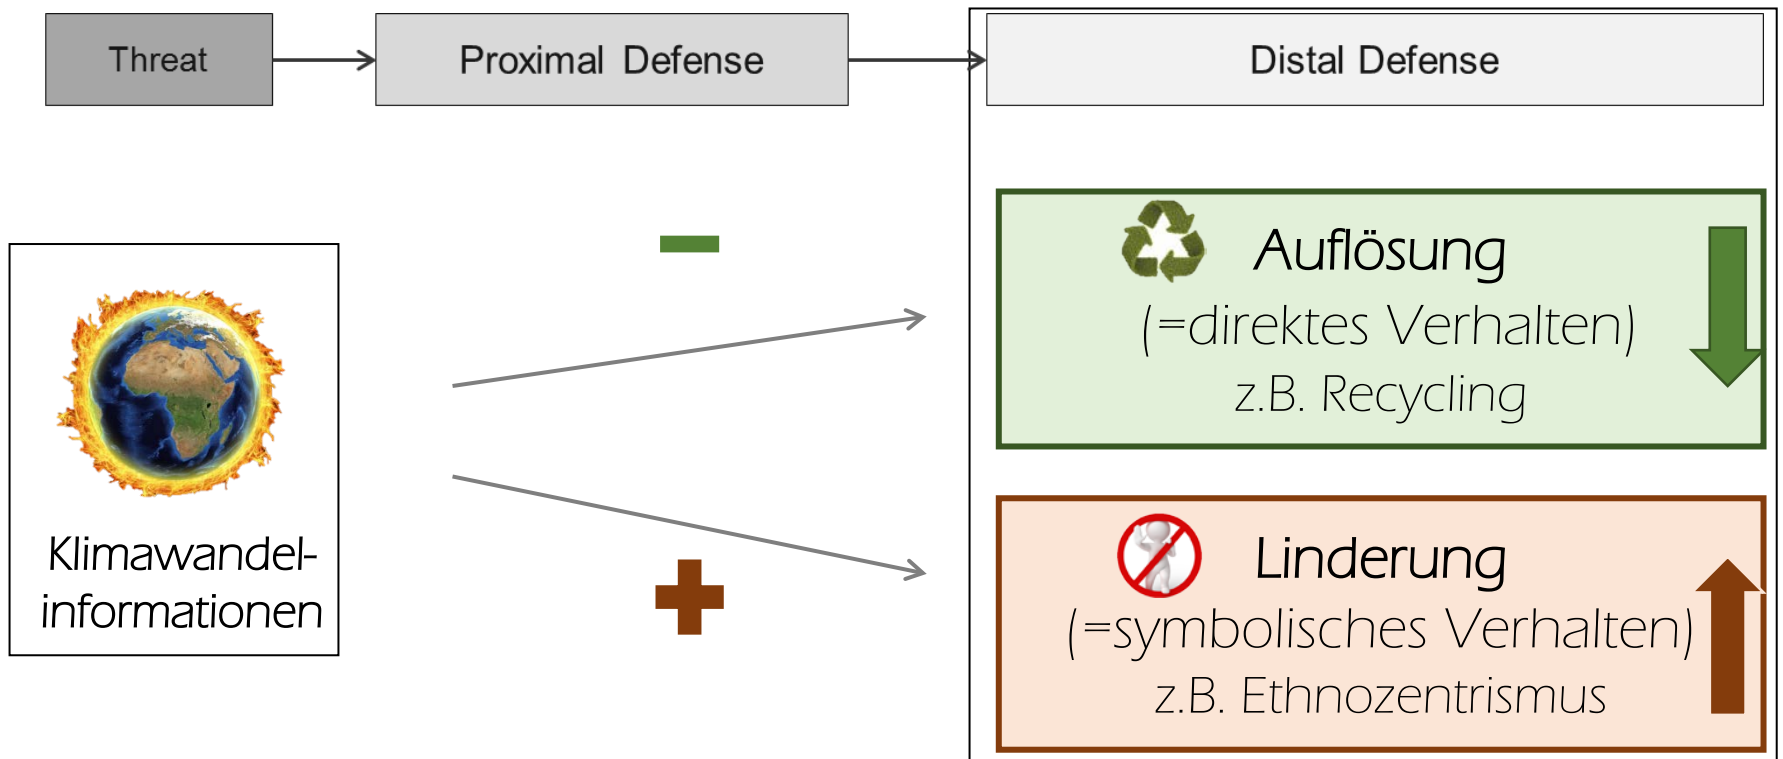 Threat
Proximal Defense
Distal Defense
Klimawandel-
informationen
Auflösung
(=direktes Verhalten)
z.B. Recycling
Linderung
(=symbolisches Verhalten)
z.B. Ethnozentrismus